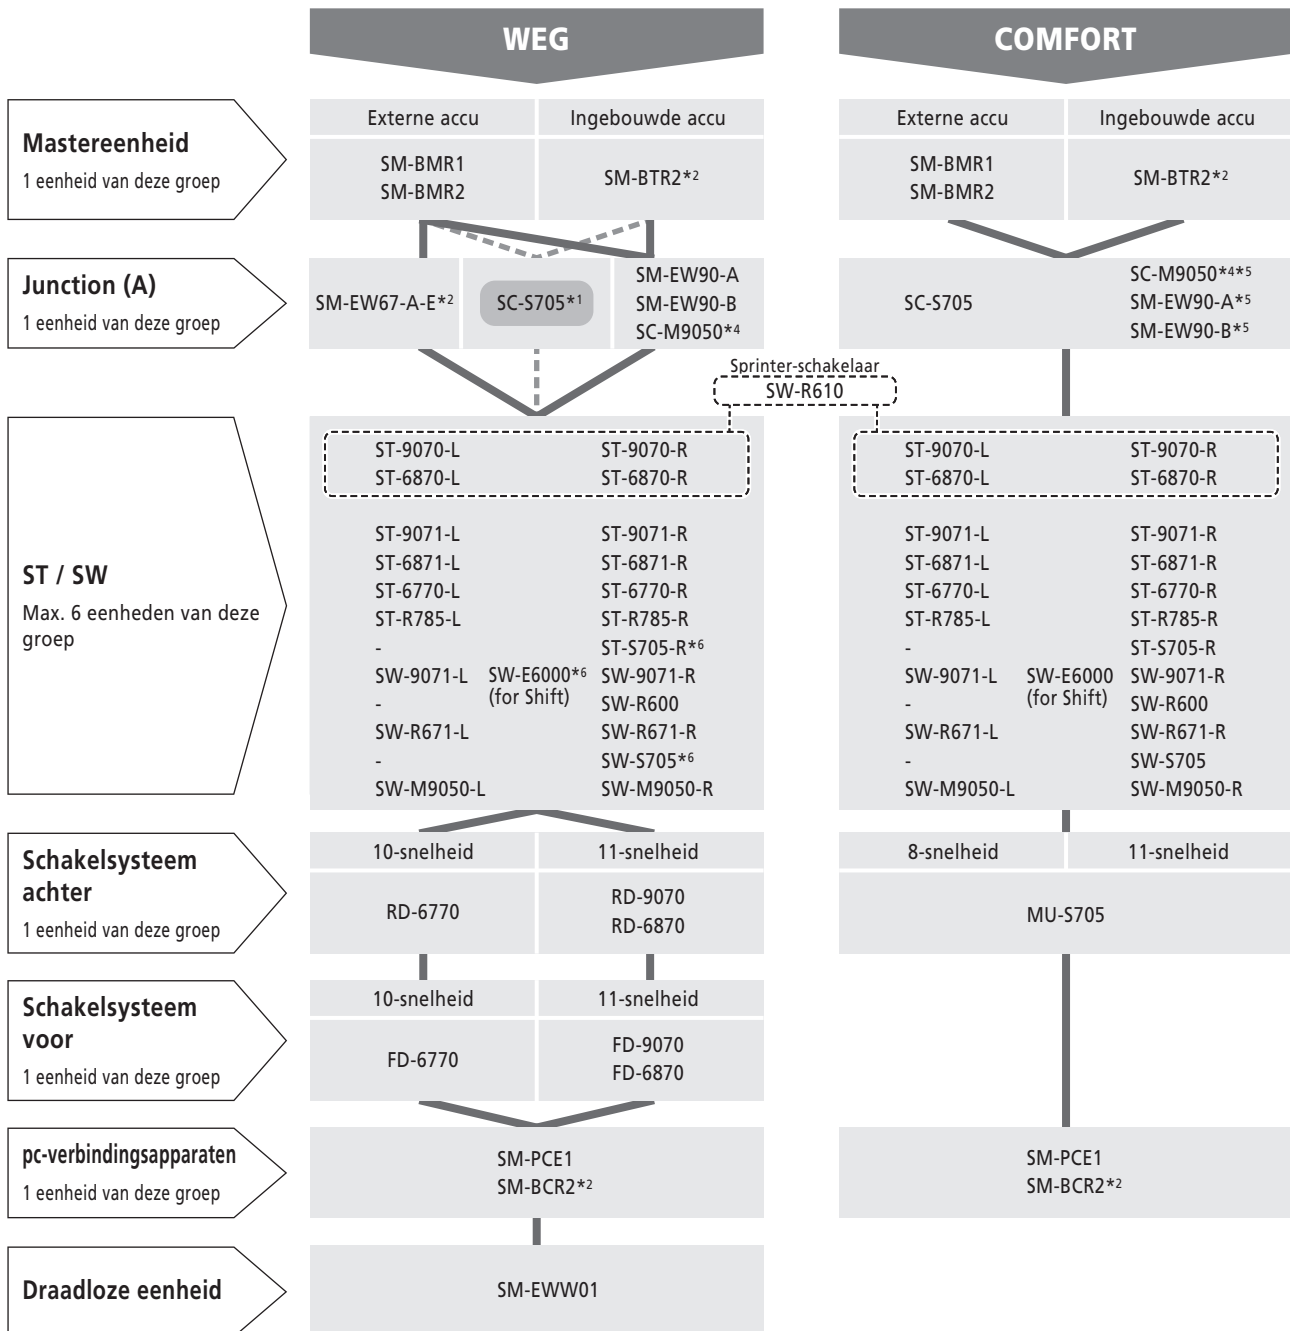 WEG
COMFORT
Mastereenheid
1 eenheid van deze groep
Externe accu
Ingebouwde accu
SM-BMR1
SM-BMR2
SM-BTR2*2
Externe accu
Ingebouwde accu
SM-BMR1
SM-BMR2
SM-BTR2*2
Junction (A)
1 eenheid van deze groep
SM-EW67-A-E*2
SC-S705*1
SM-EW90-A
SM-EW90-B
SC-M9050*4
SC-S705
SC-M9050*4*5
SM-EW90-A*5
SM-EW90-B*5
Sprinter-schakelaar
SW-R610
ST / SW
Max. 6 eenheden van deze
groep
ST-9070-L ST-9070-R
ST-6870-L ST-6870-R
ST-9071-L ST-9071-R
ST-6871-L ST-6871-R
ST-6770-L ST-6770-R
ST-R785-L ST-R785-R
- ST-S705-R*6
SW-9071-L SW-E6000*6 SW-9071-R
(for Shift)
- SW-R600
SW-R671-L SW-R671-R
- SW-S705*6
SW-M9050-L SW-M9050-R
ST-9070-L ST-9070-R
ST-6870-L ST-6870-R
ST-9071-L ST-9071-R
ST-6871-L ST-6871-R
ST-6770-L ST-6770-R
ST-R785-L ST-R785-R
- ST-S705-R
SW-9071-L SW-E6000 SW-9071-R
(for Shift)
- SW-R600
SW-R671-L SW-R671-R
- SW-S705
SW-M9050-L SW-M9050-R
Schakelsysteem
achter
1 eenheid van deze groep
10-snelheid
11-snelheid
RD-6770
RD-9070
RD-6870
8-snelheid
11-snelheid
MU-S705
Schakelsysteem
voor
1 eenheid van deze groep
10-snelheid
11-snelheid
FD-6770
FD-9070
FD-6870
pc-verbindingsapparaten
1 eenheid van deze groep
SM-PCE1
SM-BCR2*2
SM-PCE1
SM-BCR2*2
Draadloze eenheid
SM-EWW01